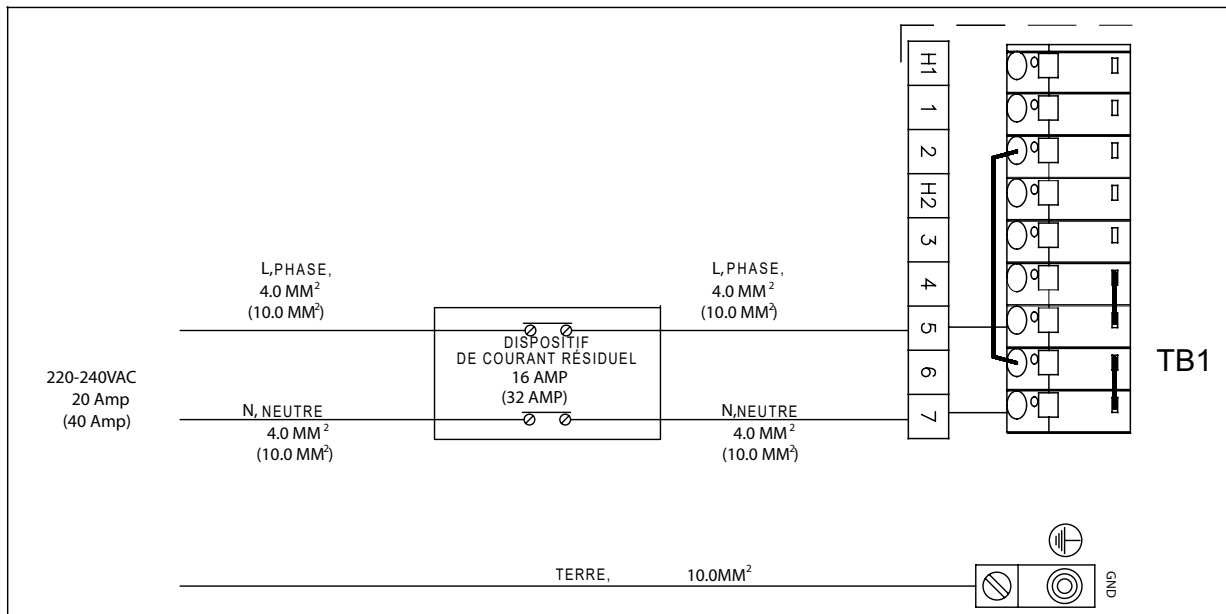 H1
1
2
H2
3
4
5
6
7
TB1
L,PHASE,
4.0 MM²
(10.0 MM²)
L,PHASE,
4.0 MM²
(10.0 MM²)
DISPOSITIF
DE COURANT RÉSIDUEL
16 AMP
(32 AMP)
220-240VAC
20 Amp
(40 Amp)
N, NEUTRE
4.0 MM²
(10.0 MM²)
N,NEUTRE
4.0 MM²
(10.0 MM²)
TERRE, 10.0MM²
GND